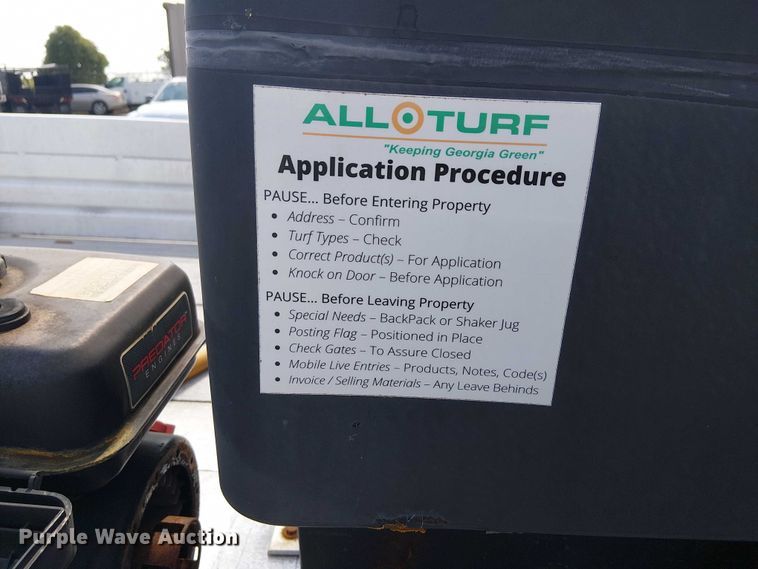 ALL TURF
"Keeping Georgia Green"
Application Procedure
PAUSE... Before Entering Property
• Address – Confirm
• Turf Types – Check
• Correct Product(s) – For Application
• Knock on Door – Before Application
PAUSE... Before Leaving Property
• Special Needs – BackPack or Shaker Jug
• Posting Flag – Positioned in Place
• Check Gates – To Assure Closed
• Mobile Live Entries – Products, Notes, Code(s)
• Invoice / Selling Materials – Any Leave Behinds
PREDATOR
ENGINES
Purple Wave Auction